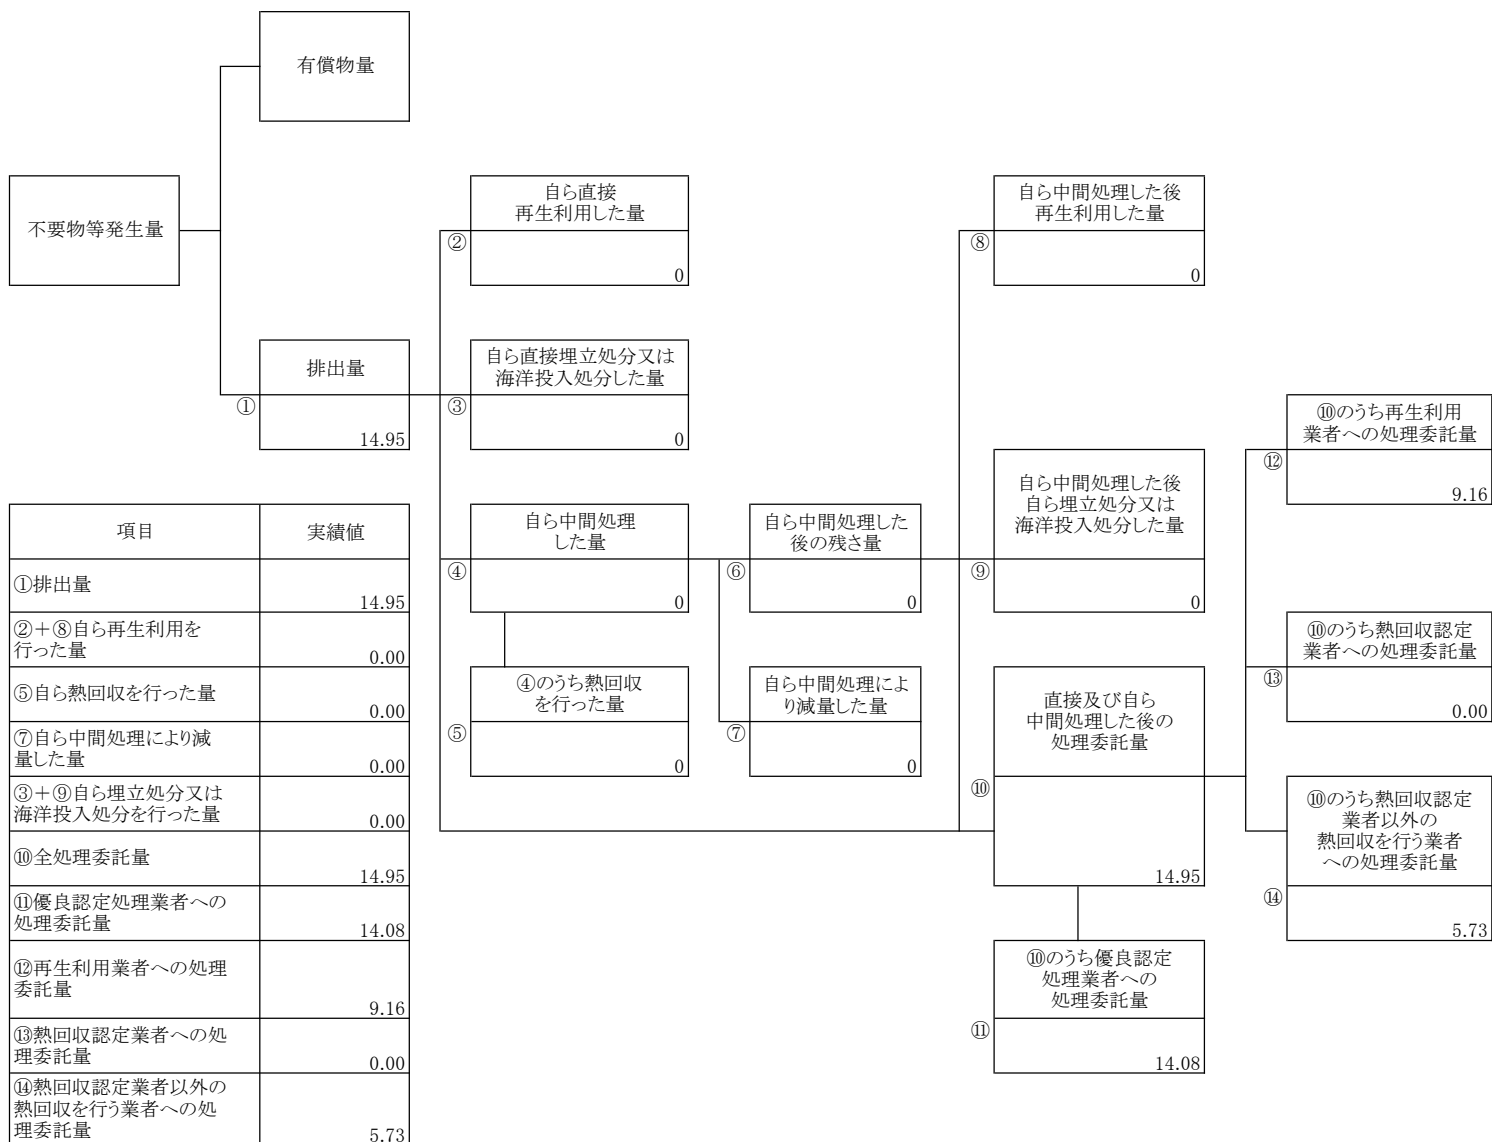 有償物量
不要物等発生量
自ら直接
再生利用した量
②
0
自ら中間処理した後
再生利用した量
⑧
0
排出量
①
14.95
自ら直接埋立処分又は
海洋投入処分した量
③
0
⑩のうち再生利用
業者への処理委託量
⑫
9.16
自ら中間処理した後
自ら埋立処分又は
海洋投入処分した量
⑨
0
自ら中間処理
した量
④
0
自ら中間処理した
後の残さ量
⑥
0
⑩のうち熱回収認定
業者への処理委託量
⑬
0.00
④のうち熱回収
を行った量
⑤
0
自ら中間処理によ
り減量した量
⑦
0
直接及び自ら
中間処理した後の
処理委託量
⑩
14.95
⑩のうち熱回収認定
業者以外の
熱回収を行う業者
への処理委託量
⑭
5.73
⑩のうち優良認定
処理業者への
処理委託量
⑪
14.08
項目 実績値
①排出量
14.95
②+⑧自ら再生利用を
行った量
0.00
⑤自ら熱回収を行った量
0.00
⑦自ら中間処理により減
量した量
0.00
③+⑨自ら埋立処分又は
海洋投入処分を行った量
0.00
⑩全処理委託量
14.95
⑪優良認定処理業者への
処理委託量
14.08
⑫再生利用業者への処理
委託量
9.16
⑬熱回収認定業者への処
理委託量
0.00
⑭熱回収認定業者以外の
熱回収を行う業者への処
理委託量
5.73